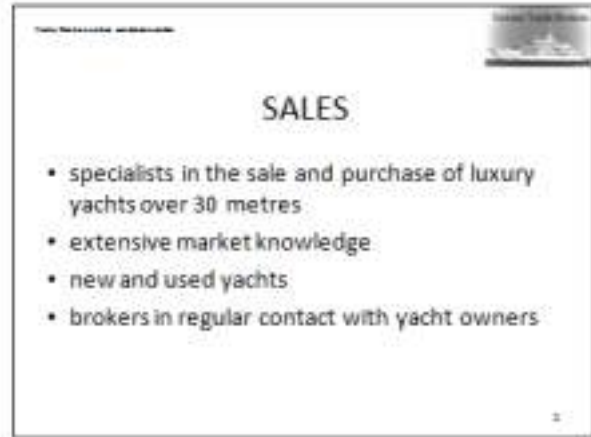 SALES
• specialists in the sale and purchase of luxury
yachts over 30 metres
• extensive market knowledge
• new and used yachts
• brokers in regular contact with yacht owners